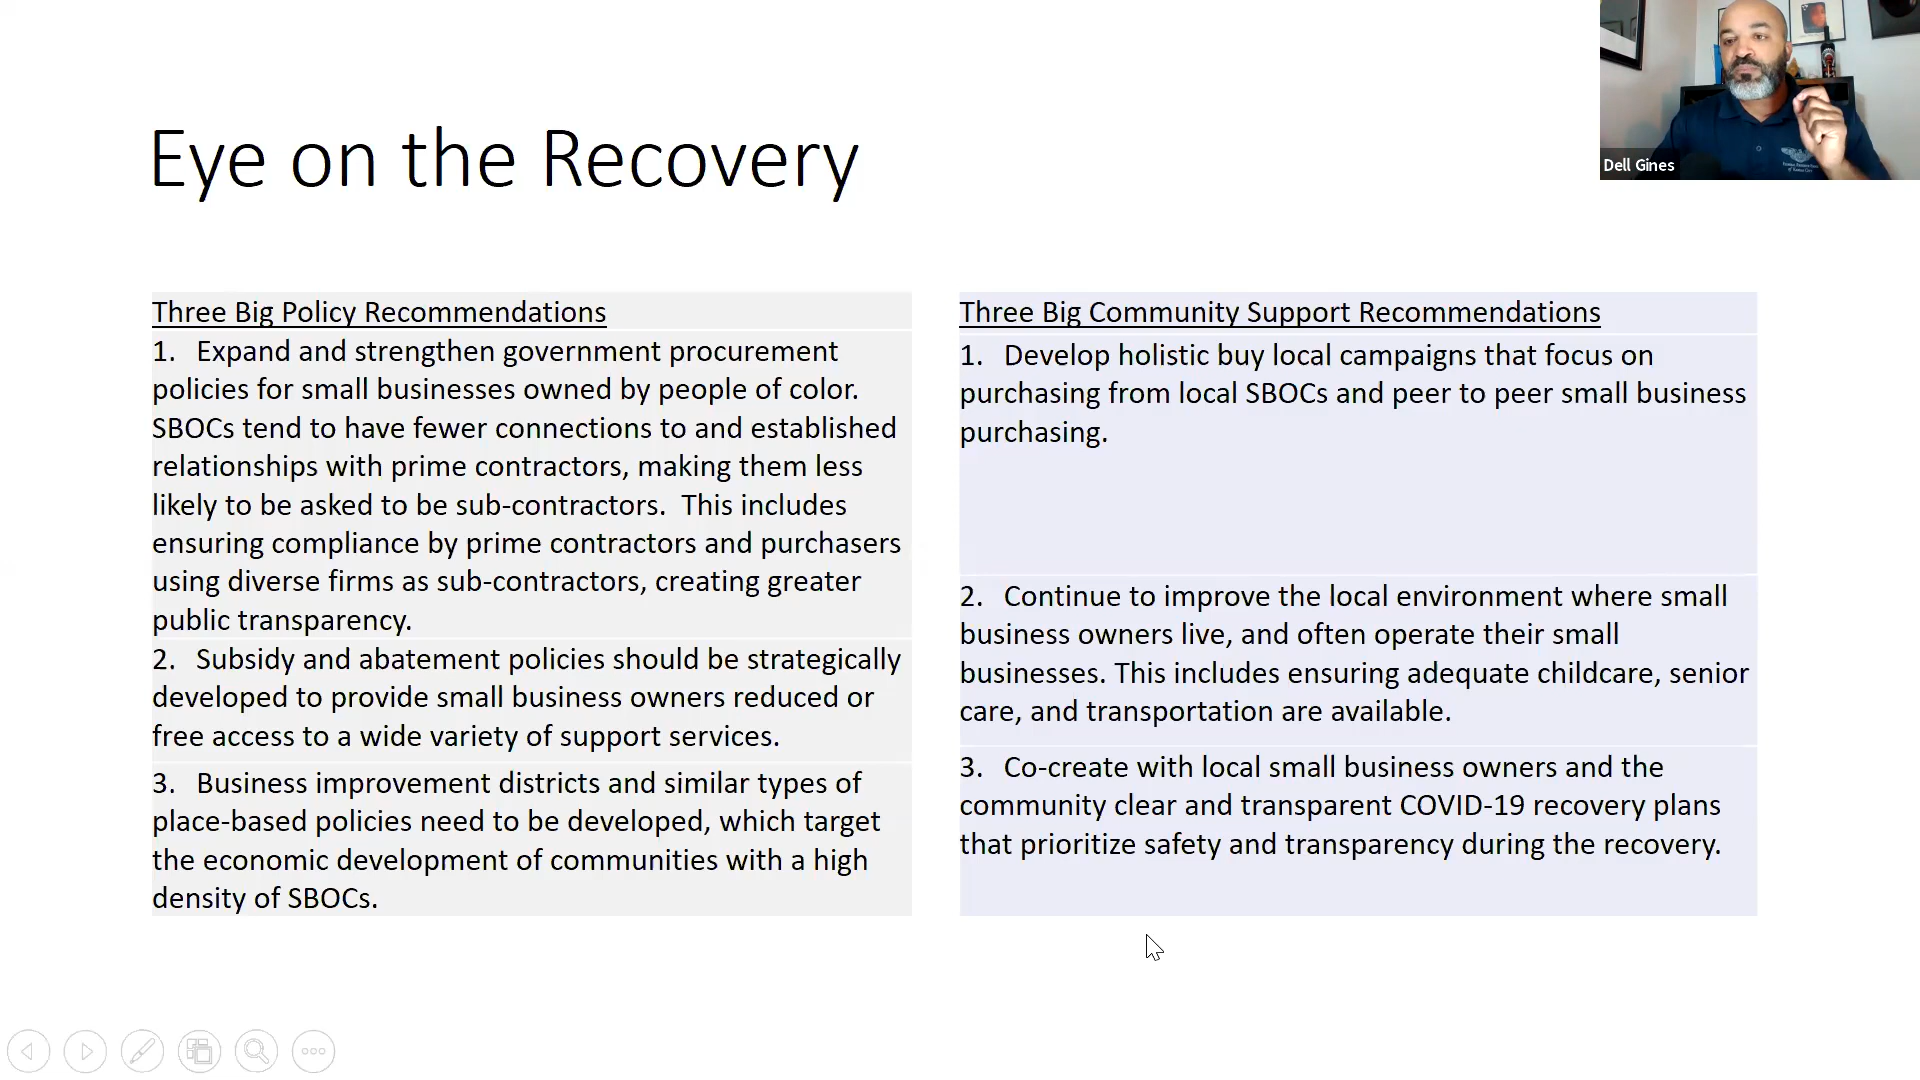 Eye on the Recovery
Dell Gines
Three Big Policy Recommendations
1. Expand and strengthen government procurement
policies for small businesses owned by people of color.
SBOCs tend to have fewer connections to and established
relationships with prime contractors, making them less
likely to be asked to be sub-contractors. This includes
ensuring compliance by prime contractors and purchasers
using diverse firms as sub-contractors, creating greater
public transparency.
2. Subsidy and abatement policies should be strategically
developed to provide small business owners reduced or
free access to a wide variety of support services.
3. Business improvement districts and similar types of
place-based policies need to be developed, which target
the economic development of communities with a high
density of SBOCs.
Three Big Community Support Recommendations
1. Develop holistic buy local campaigns that focus on
purchasing from local SBOCs and peer to peer small business
purchasing.
2. Continue to improve the local environment where small
business owners live, and often operate their small
businesses. This includes ensuring adequate childcare, senior
care, and transportation are available.
3. Co-create with local small business owners and the
community clear and transparent COVID-19 recovery plans
that prioritize safety and transparency during the recovery.